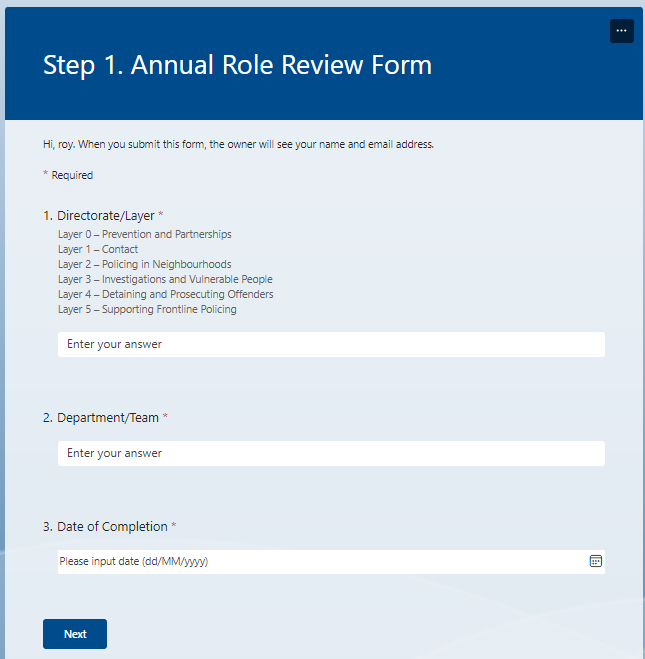 ...
Step 1. Annual Role Review Form
Hi, roy. When you submit this form, the owner will see your name and email address.
* Required
1. Directorate/Layer *
Layer 0 – Prevention and Partnerships
Layer 1 – Contact
Layer 2 – Policing in Neighbourhoods
Layer 3 – Investigations and Vulnerable People
Layer 4 – Detaining and Prosecuting Offenders
Layer 5 – Supporting Frontline Policing
Enter your answer
2. Department/Team *
Enter your answer
3. Date of Completion *
Please input date (dd/MM/yyyy)
Next